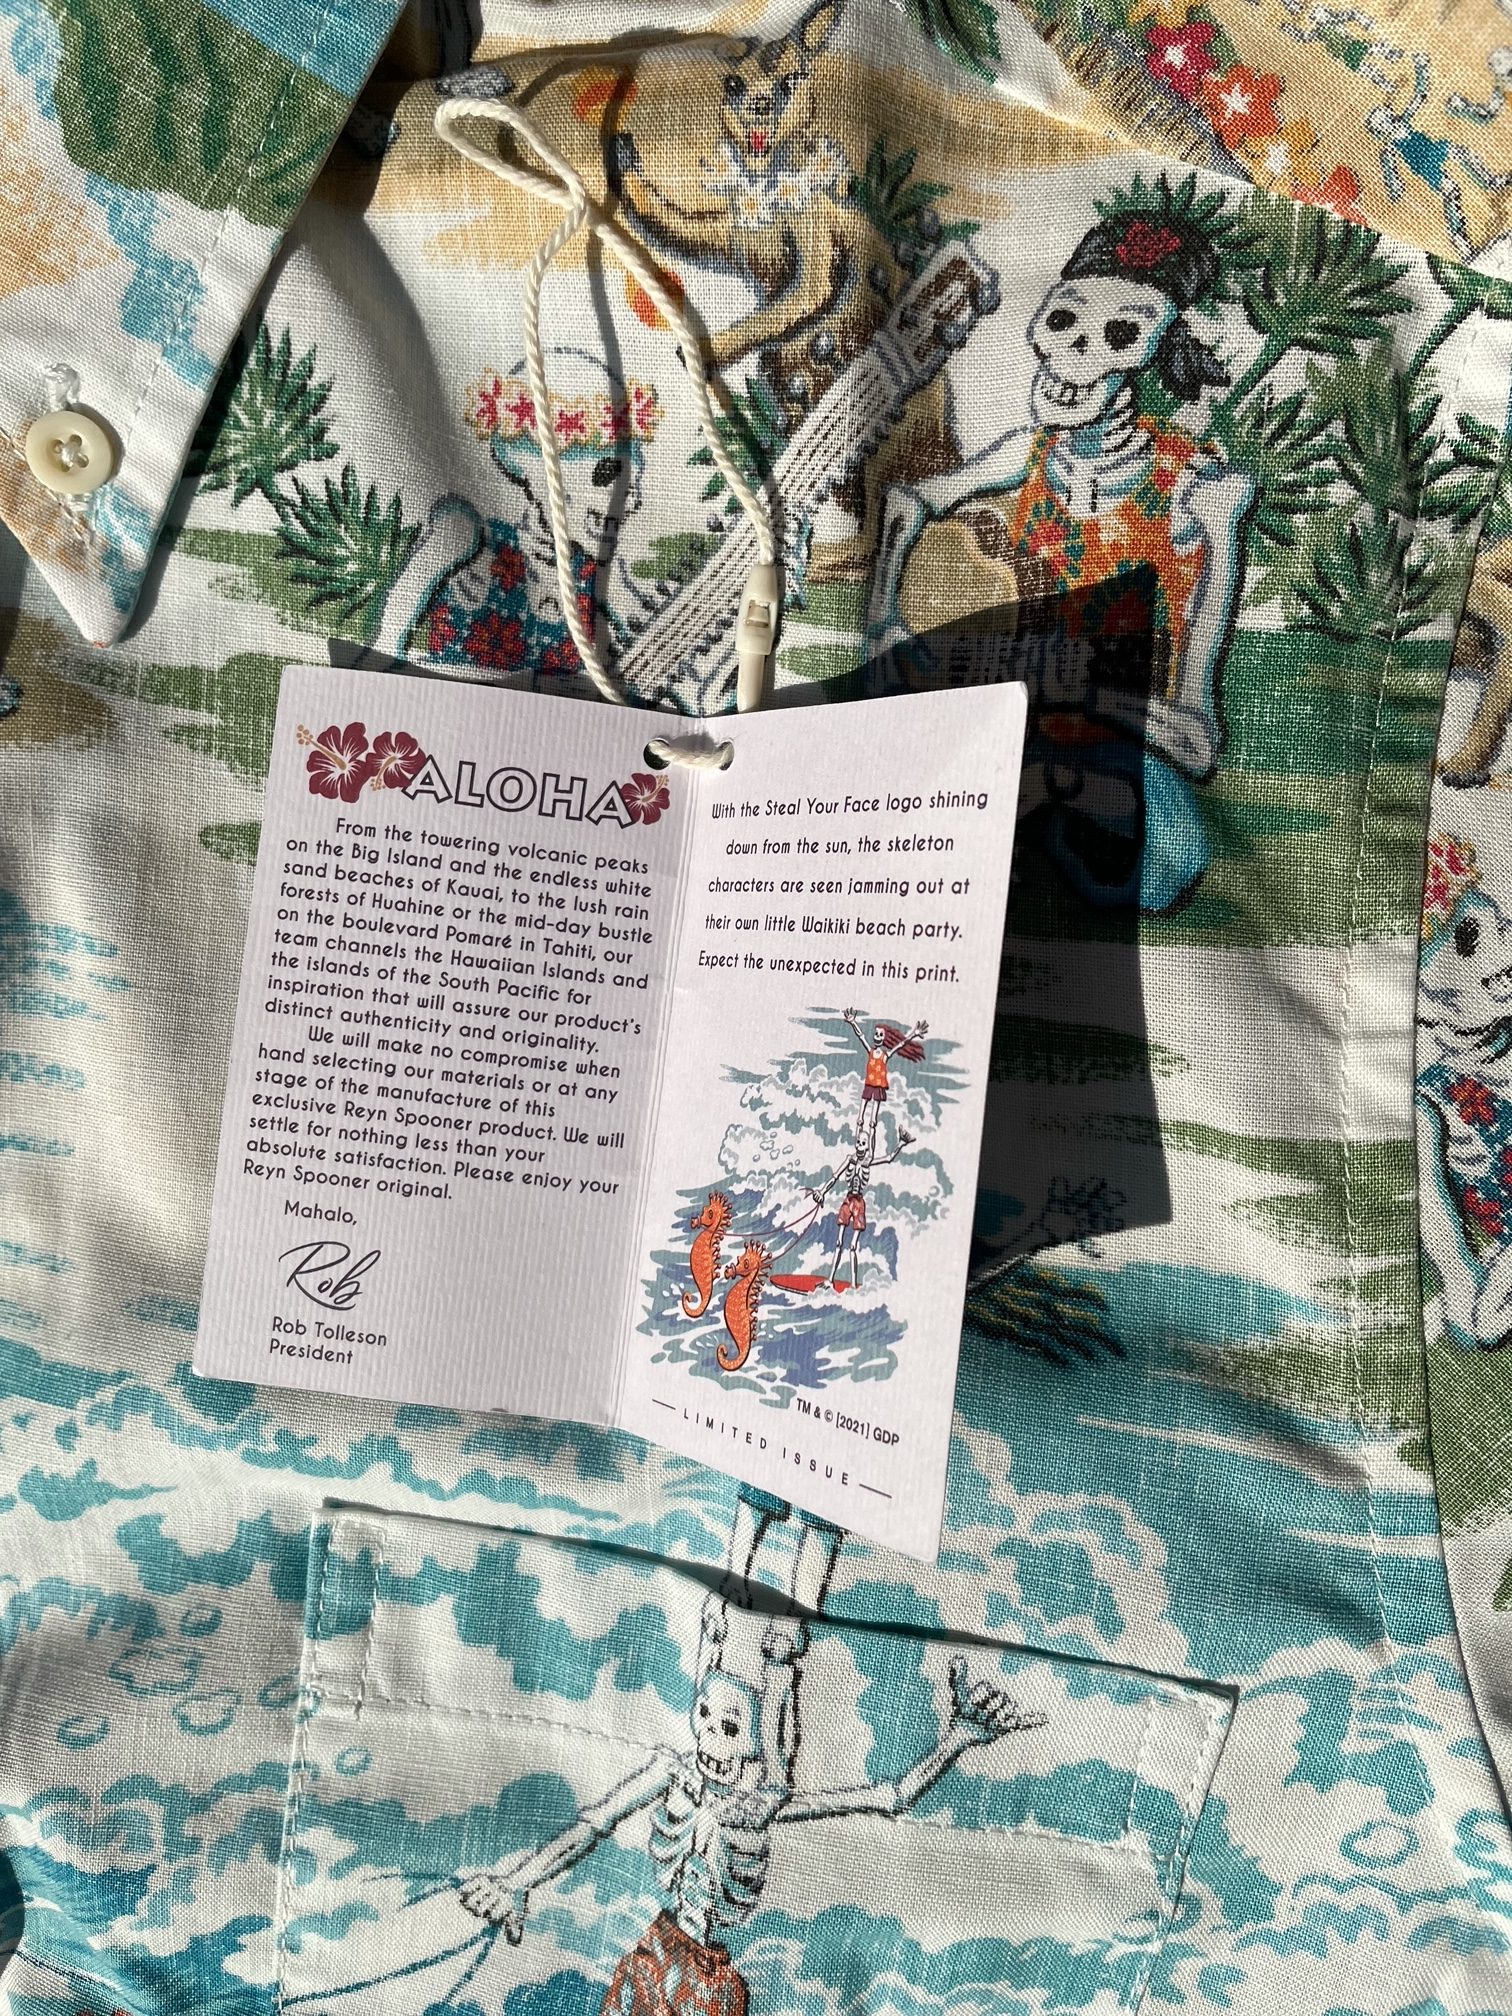 ALOHA
From the towering volcanic peaks
on the Big Island and the endless white
sand beaches of Kauai, to the lush rain
forests of Huahine or the mid-day bustle
on the boulevard Pomaré in Tahiti, our
team channels the Hawaiian Islands and
the islands of the South Pacific for
inspiration that will assure our product's
distinct authenticity and originality.
We will make no compromise when
hand selecting our materials or at any
stage of the manufacture of this
exclusive Reyn Spooner product. We will
settle for nothing less than your
absolute satisfaction. Please enjoy your
Reyn Spooner original.
Mahalo,
Rob
Rob Tolleson
President
With the Steal Your Face logo shining
down from the sun, the skeleton
characters are seen jamming out at
their own little Waikiki beach party.
Expect the unexpected in this print.
TM & © [2021] GDP
LIMITED ISSUE